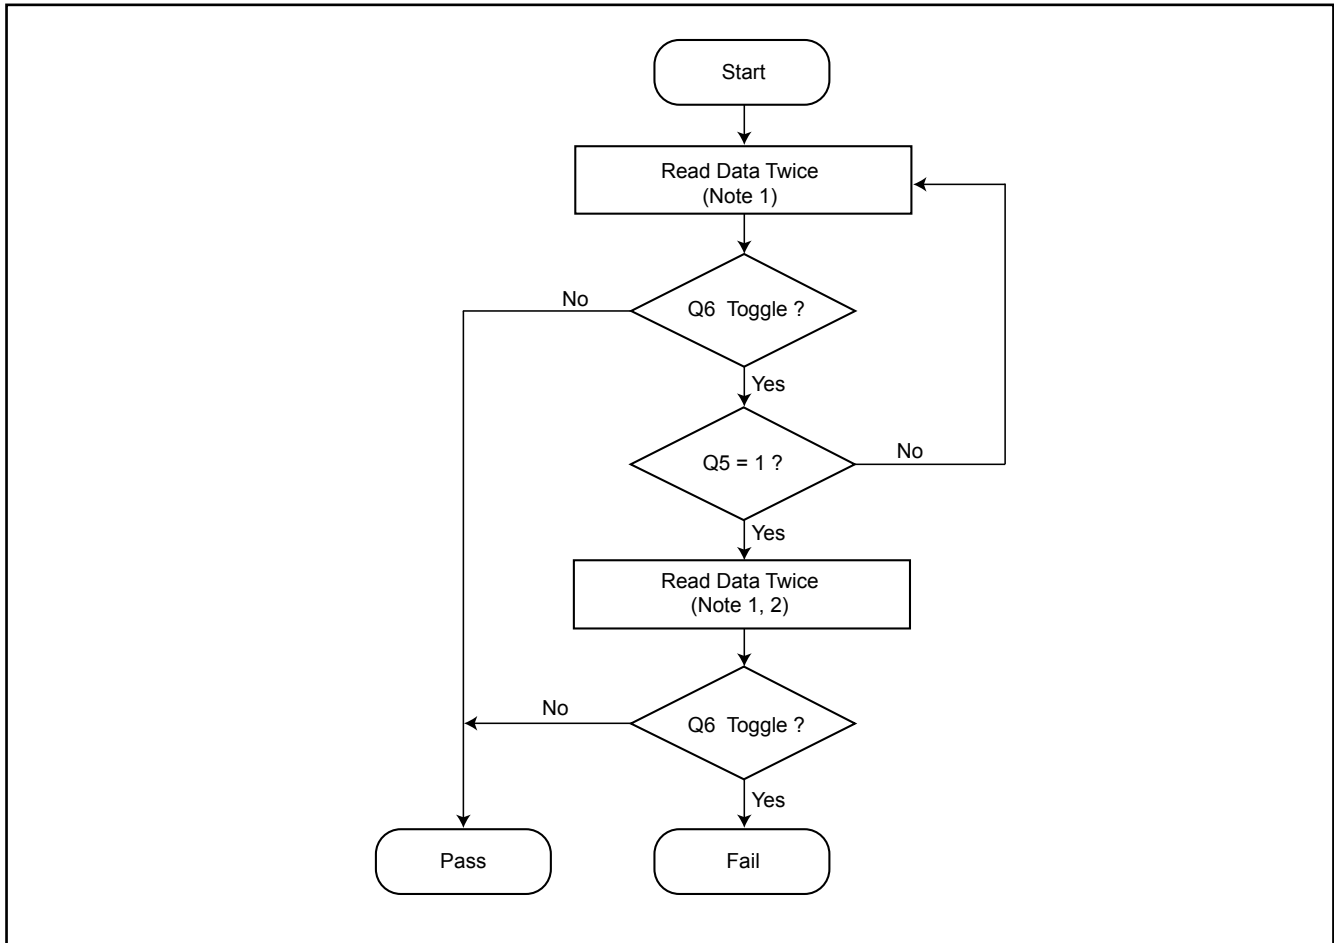 Start
Read Data Twice
(Note 1)
No
Q6 Toggle ?
Yes
Q5 = 1 ?
No
Yes
Read Data Twice
(Note 1, 2)
No
Q6 Toggle ?
Yes
Pass
Fail